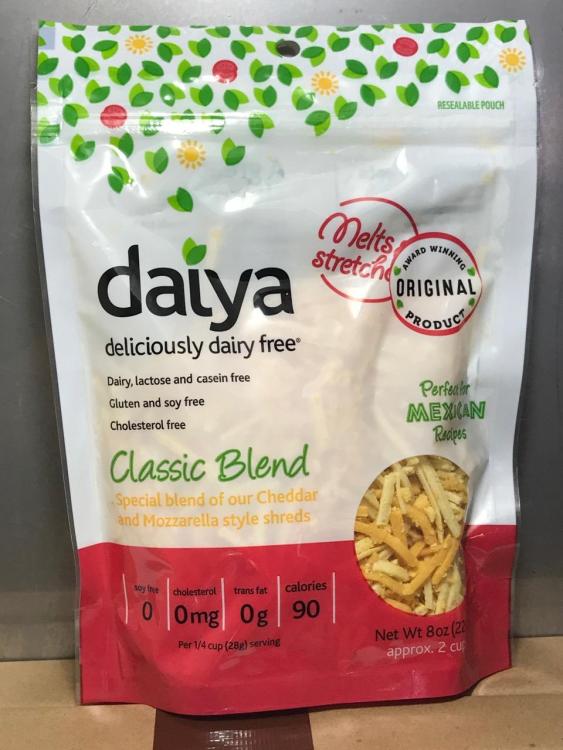 RESEALABLE POUCH
Melts
AWARD WINNING
ORIGINAL
PRODUCT
daiya
deliciously dairy free®
Dairy, lactose and casein free
Gluten and soy free
Cholesterol free
Perfect for
MEXICAN
Recipes
Classic Blend
Special blend of our Cheddar
and Mozzarella style shreds
soy free
0
cholesterol
0mg
trans fat
0g
calories
90
Per 1/4 cup (28g) serving
Net Wt 8oz
approx. 2